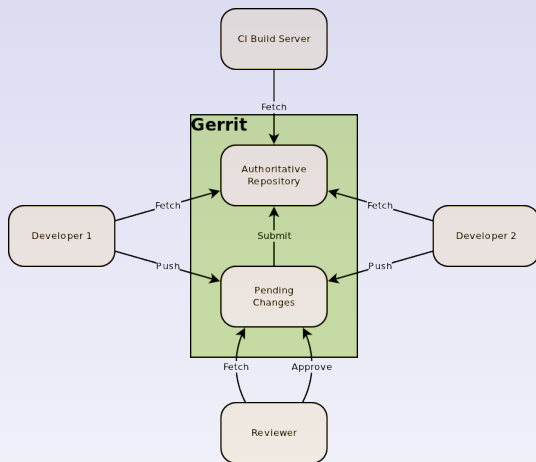 CI Build Server
Fetch
Gerrit
Authoritative
Repository
Fetch
Fetch
Developer 1
Submit
Developer 2
Push
Push
Pending
Changes
Fetch
Approve
Reviewer